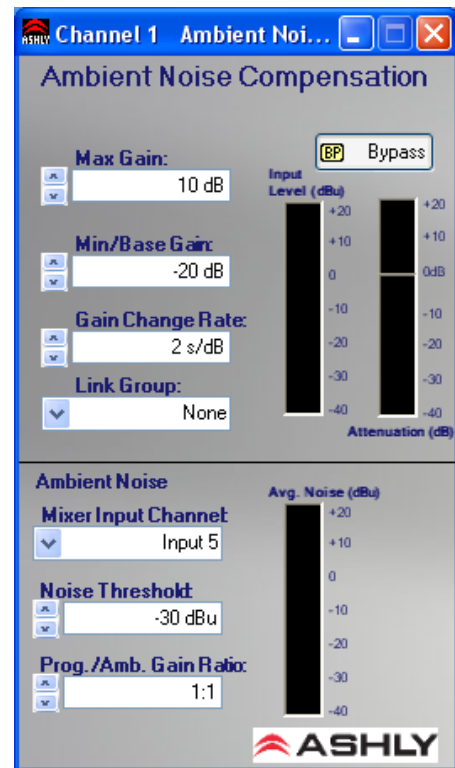 ASHLY Channel 1 Ambient Noi...
Ambient Noise Compensation
BP Bypass
Max Gain:
10 dB
Min/Base Gain:
-20 dB
Gain Change Rate:
2 s/dB
Link Group:
None
Input
Level (dBu)
+20
+10
0
-10
-20
-30
-40
+20
+10
0dB
-10
-20
-30
-40
Attenuation (dB)
Ambient Noise
Mixer Input Channel:
Input 5
Noise Threshold:
-30 dBu
Prog./Amb. Gain Ratio:
1:1
Avg. Noise (dBu)
+20
+10
0
-10
-20
-30
-40
ASHLY